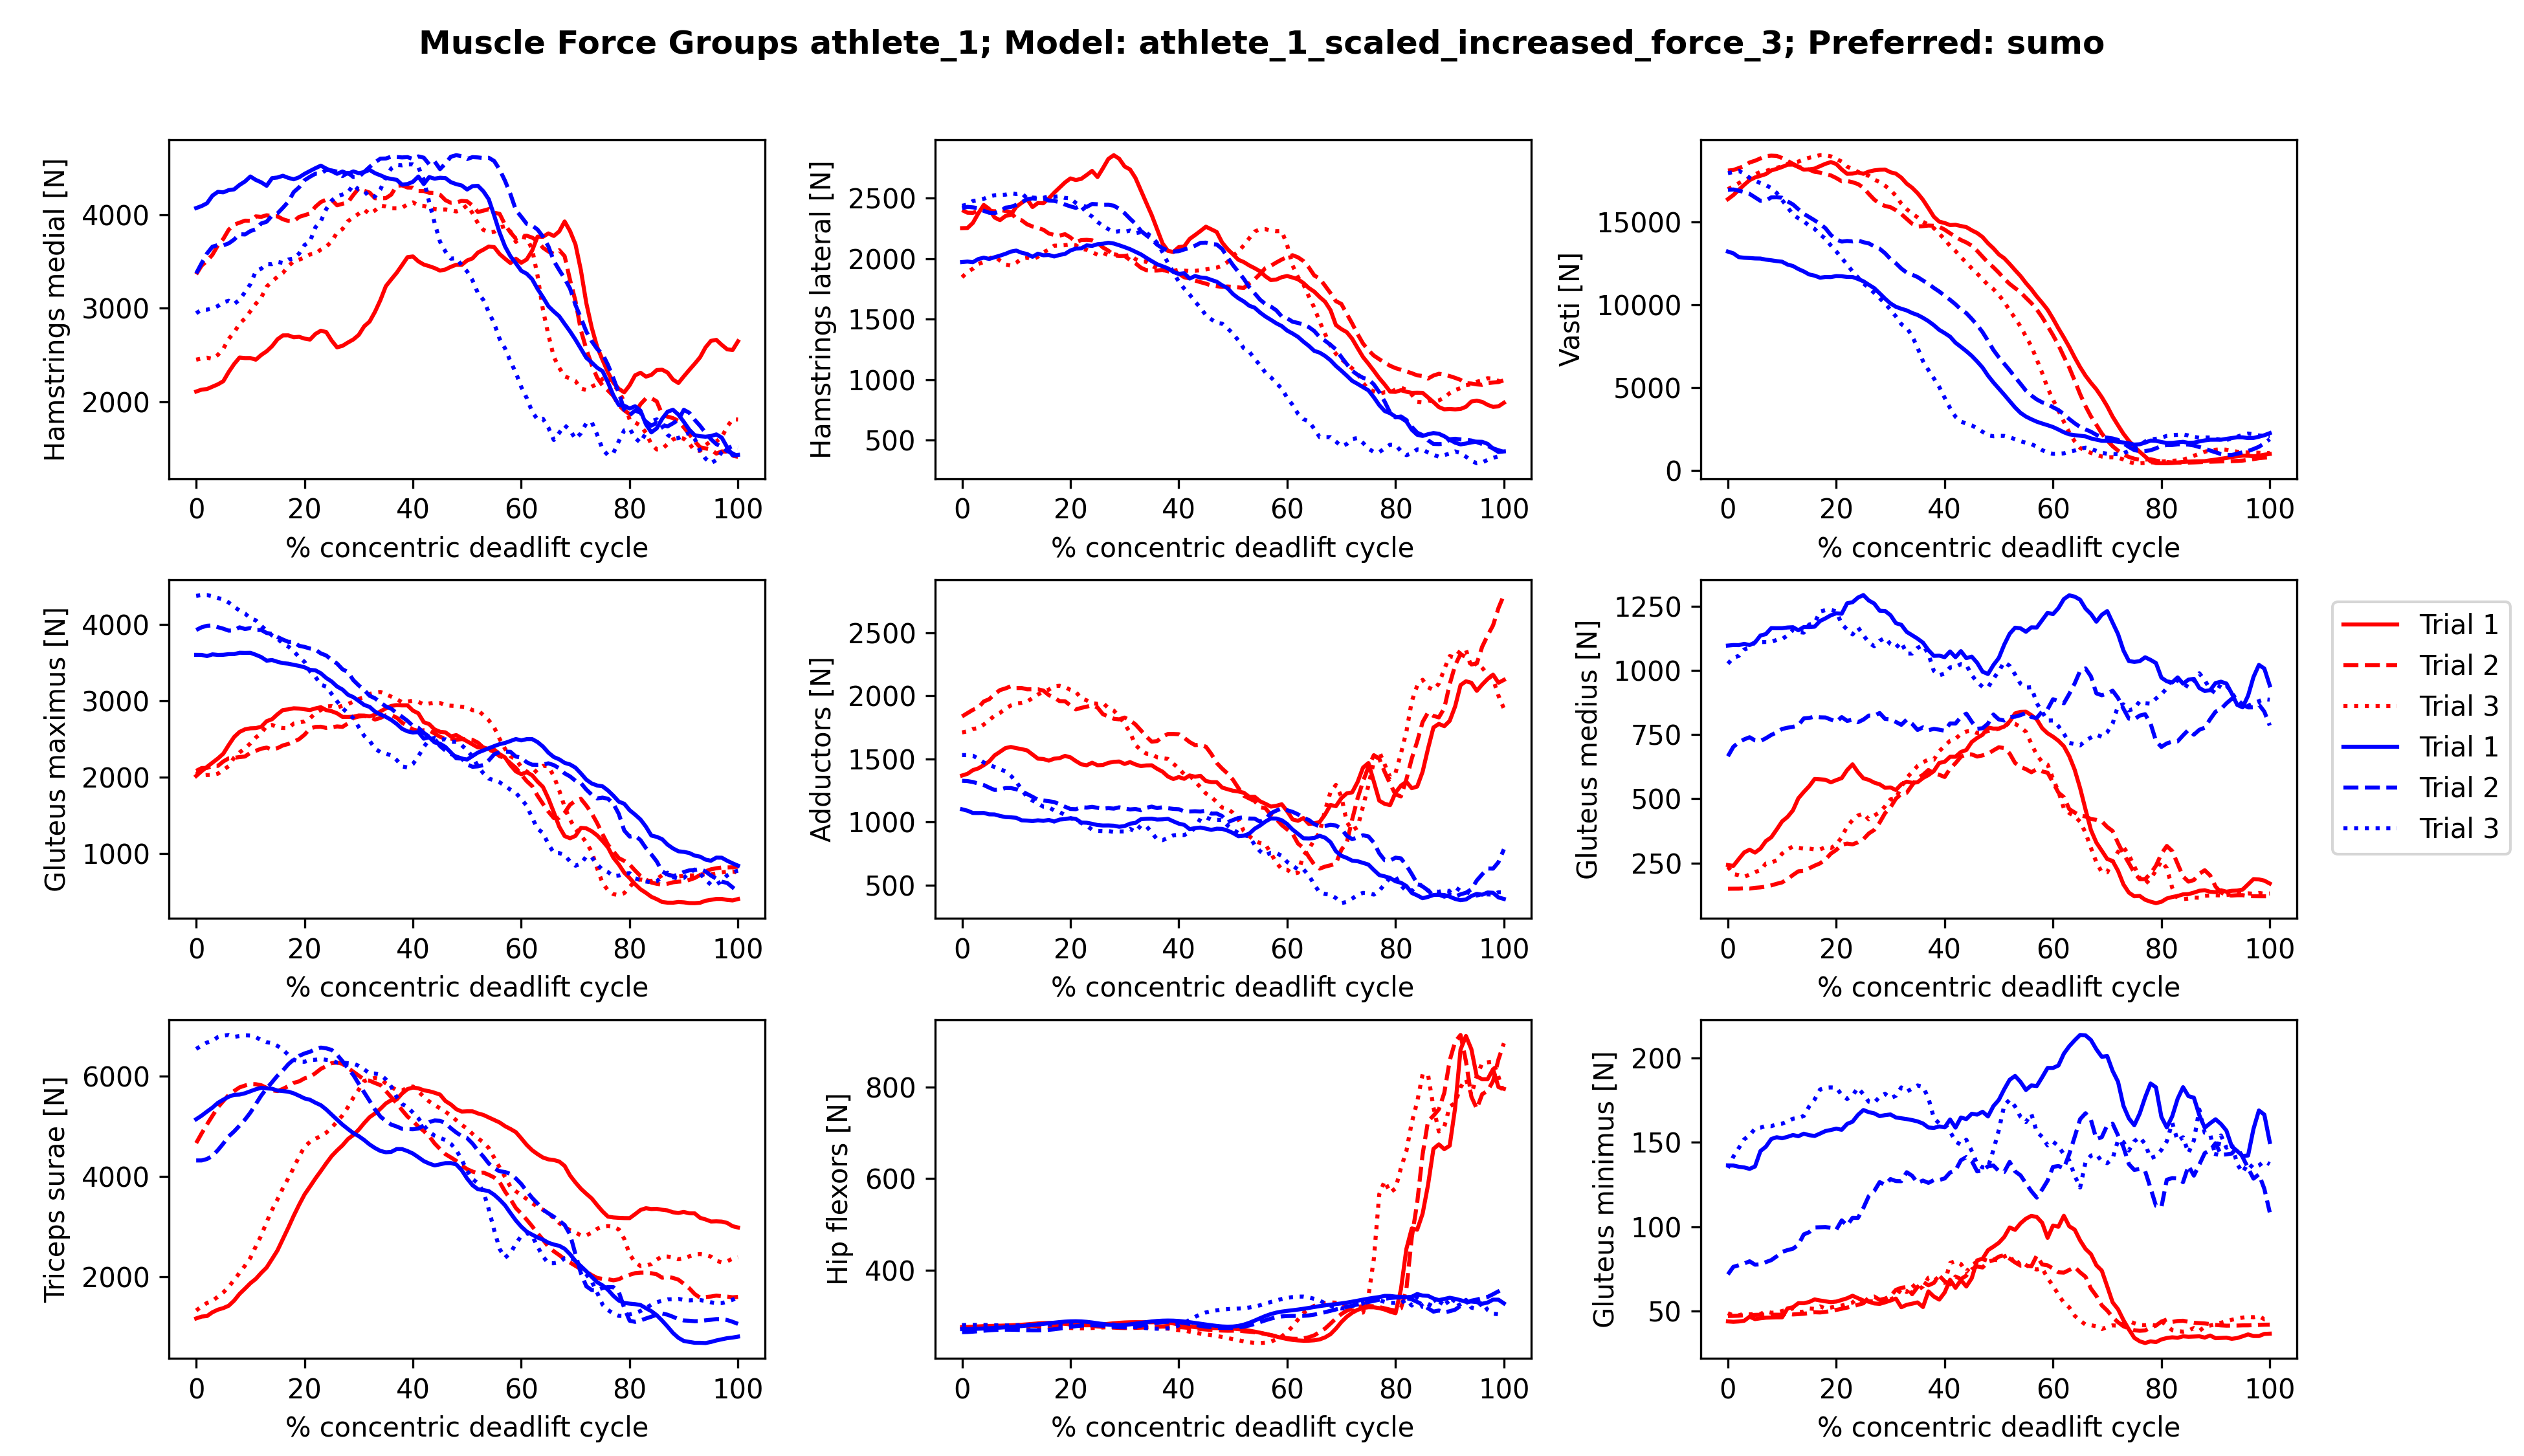 Muscle Force Groups athlete_1; Model: athlete_1_scaled_increased_force_3; Preferred: sumo
Hamstrings medial [N]
4000
3000
2000
0 20 40 60 80 100
% concentric deadlift cycle
Hamstrings lateral [N]
2500
2000
1500
1000
500
0 20 40 60 80 100
% concentric deadlift cycle
Vasti [N]
15000
10000
5000
0
0 20 40 60 80 100
% concentric deadlift cycle
Gluteus maximus [N]
4000
3000
2000
1000
0 20 40 60 80 100
% concentric deadlift cycle
Adductors [N]
2500
2000
1500
1000
500
0 20 40 60 80 100
% concentric deadlift cycle
Gluteus medius [N]
1250
1000
750
500
250
0 20 40 60 80 100
% concentric deadlift cycle
Trial 1
Trial 2
Trial 3
Trial 1
Trial 2
Trial 3
Triceps surae [N]
6000
4000
2000
0 20 40 60 80 100
% concentric deadlift cycle
Hip flexors [N]
800
600
400
0 20 40 60 80 100
% concentric deadlift cycle
Gluteus minimus [N]
200
150
100
50
0 20 40 60 80 100
% concentric deadlift cycle